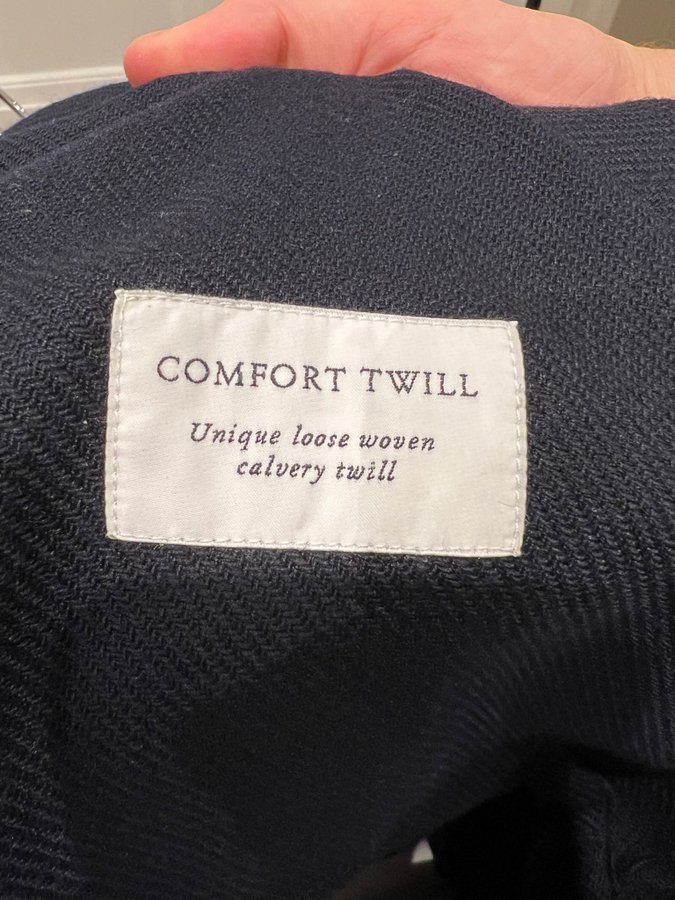 COMFORT TWILL
Unique loose woven
calvery twill